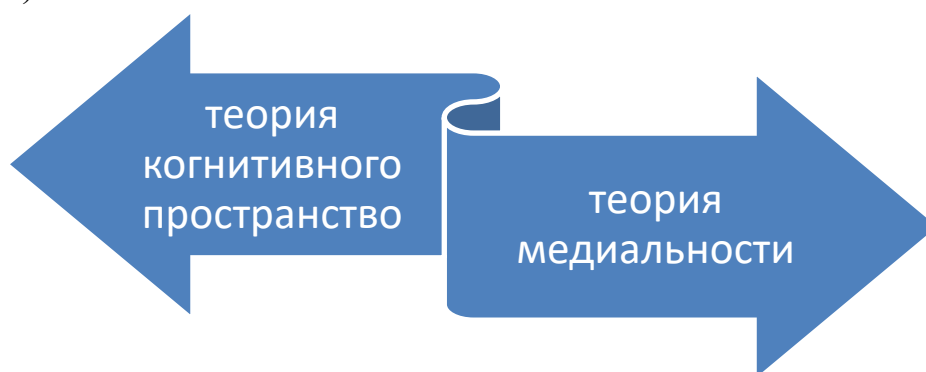 теория
когнитивного
пространство
теория
медиальности